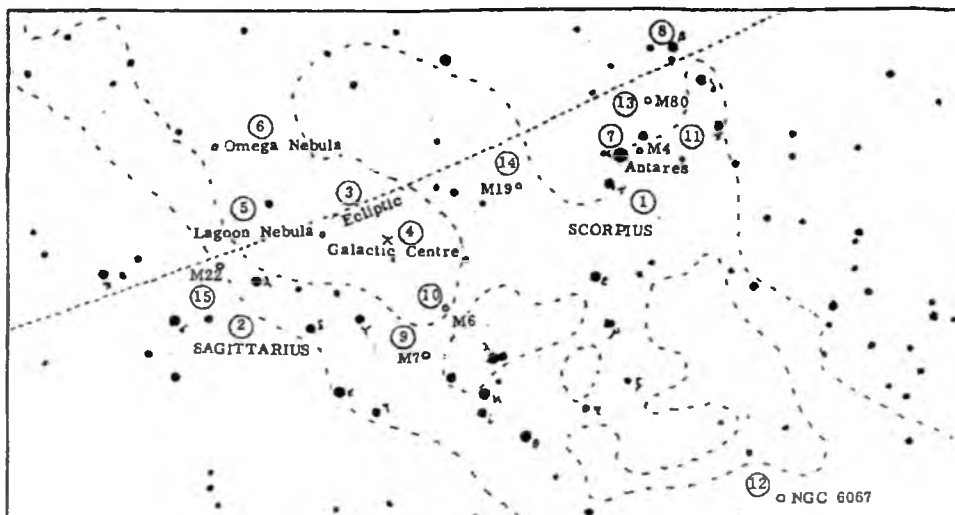 8
β
13
M80
6
7
11
Omega Nebula
M4
Antares
14
3
M19
5
1
Ecliptic
SCORPIUS
4
Lagoon Nebula
Galactic Centre
M22
λ
15
10
2
M6
SAGITTARIUS
9
M7
λ
κ
12
NGC 6067